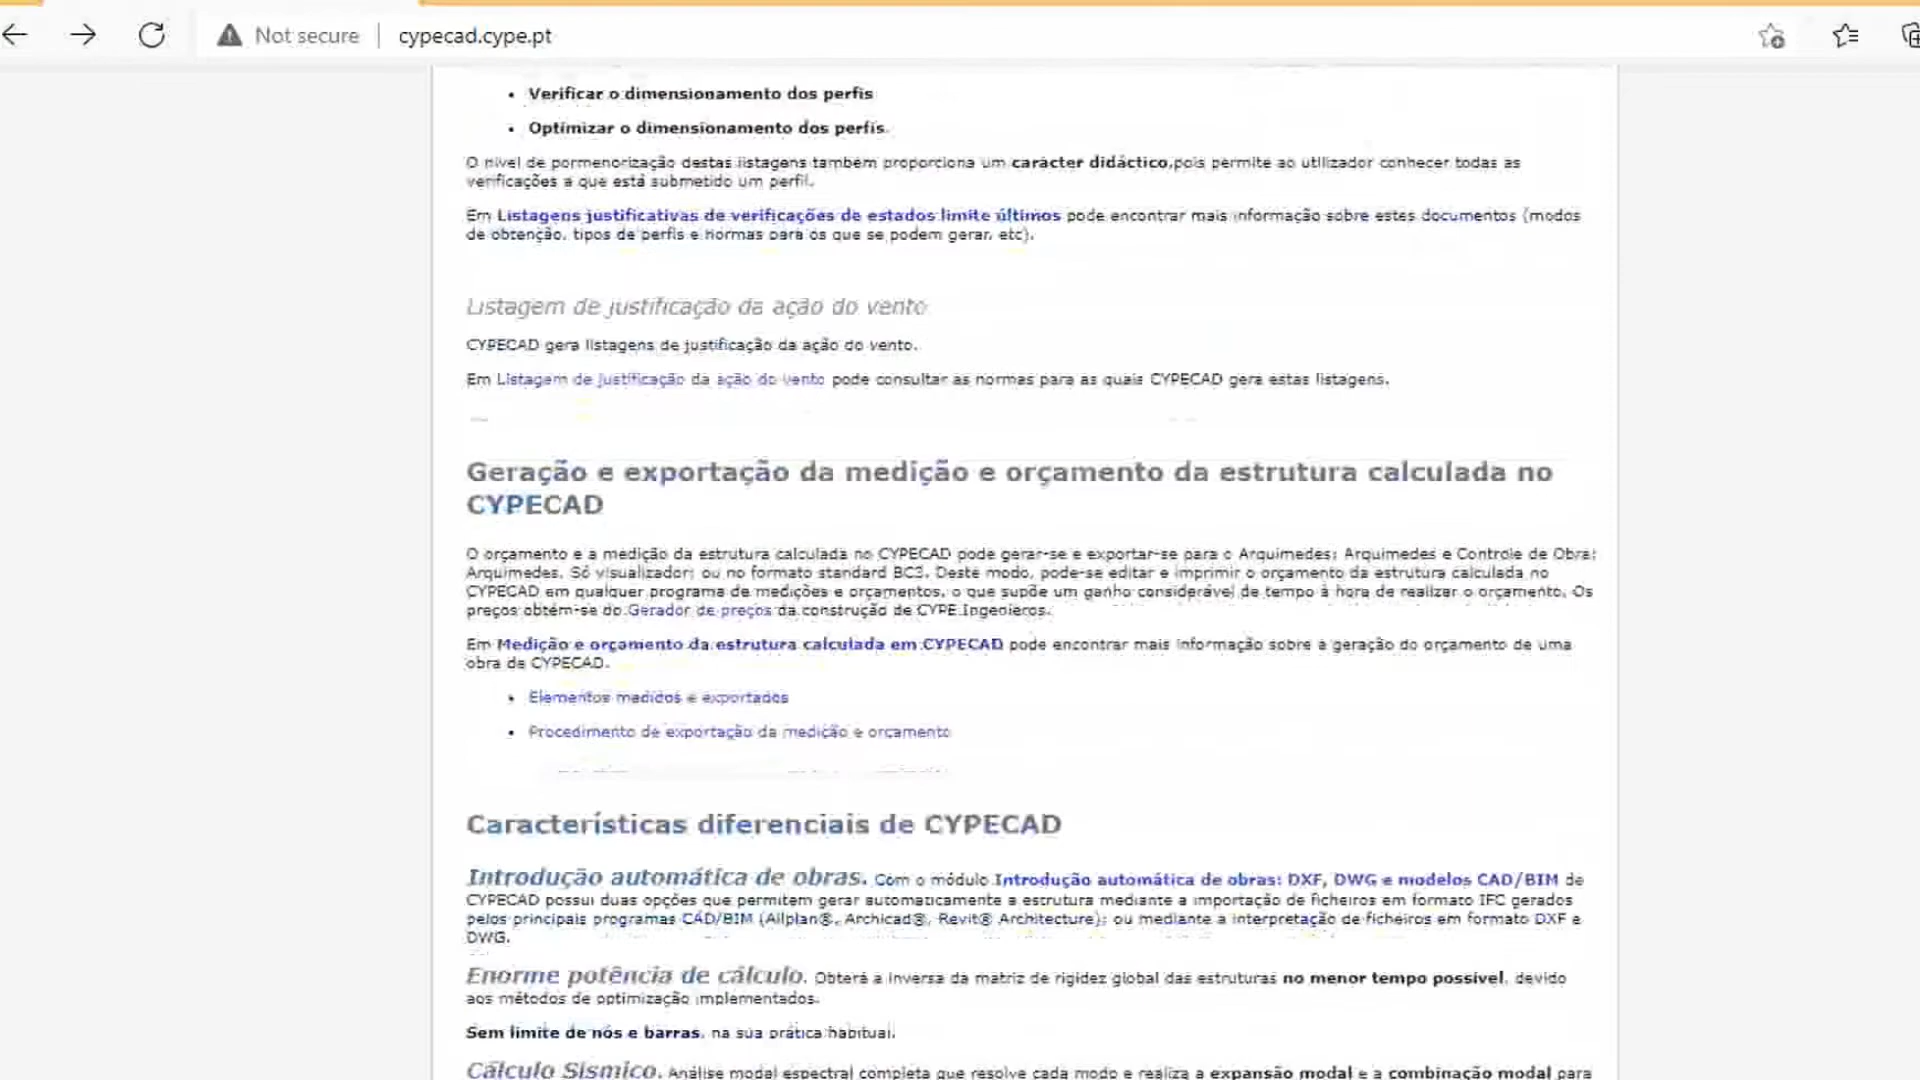 Not secure | cypecad.cype.pt
• Verificar o dimensionamento dos perfis
• Optimizar o dimensionamento dos perfis.
O nível de pormenorização destas listagens também proporciona um carácter didáctico,pois permite ao utilizador conhecer todas as
verificações a que está submetido um perfil.
Em Listagens justificativas de verificações de estados limite últimos pode encontrar mais informação sobre estes documentos (modos
de obtenção, tipos de perfis e normas para os que se podem gerar, etc).
Listagem de justificação da ação do vento
CYPECAD gera listagens de justificação da ação do vento.
Em Listagem de justificação da ação do vento pode consultar as normas para as quais CYPECAD gera estas listagens.
Geração e exportação da medição e orçamento da estrutura calculada no
CYPECAD
O orçamento e a medição da estrutura calculada no CYPECAD pode gerar-se e exportar-se para o Arquimedes; Arquimedes e Controle de Obra;
Arquimedes. Só visualizador; ou no formato standard BC3. Deste modo, pode-se editar e imprimir o orçamento da estrutura calculada no
CYPECAD em qualquer programa de medições e orçamentos, o que supõe um ganho considerável de tempo à hora de realizar o orçamento. Os
preços obtém-se do Gerador de preços da construção de CYPE Ingenieros.
Em Medição e orçamento da estrutura calculada em CYPECAD pode encontrar mais informação sobre a geração do orçamento de uma
obra de CYPECAD.
• Elementos medidos e exportados
• Procedimento de exportação da medição e orçamento
Características diferenciais de CYPECAD
Introdução automática de obras. Com o módulo Introdução automática de obras: DXF, DWG e modelos CAD/BIM de
CYPECAD possui duas opções que permitem gerar automaticamente a estrutura mediante a importação de ficheiros em formato IFC gerados
pelos principais programas CAD/BIM (Allplan®, Archicad®, Revit® Architecture); ou mediante a interpretação de ficheiros em formato DXF e
DWG.
Enorme potência de cálculo. Obterá a inversa da matriz de rigidez global das estruturas no menor tempo possível, devido
aos métodos de optimização implementados.
Sem limite de nós e barras, na sua prática habitual.
Cálculo Sísmico. Análise modal espectral completa que resolve cada modo e realiza a expansão modal e a combinação modal para